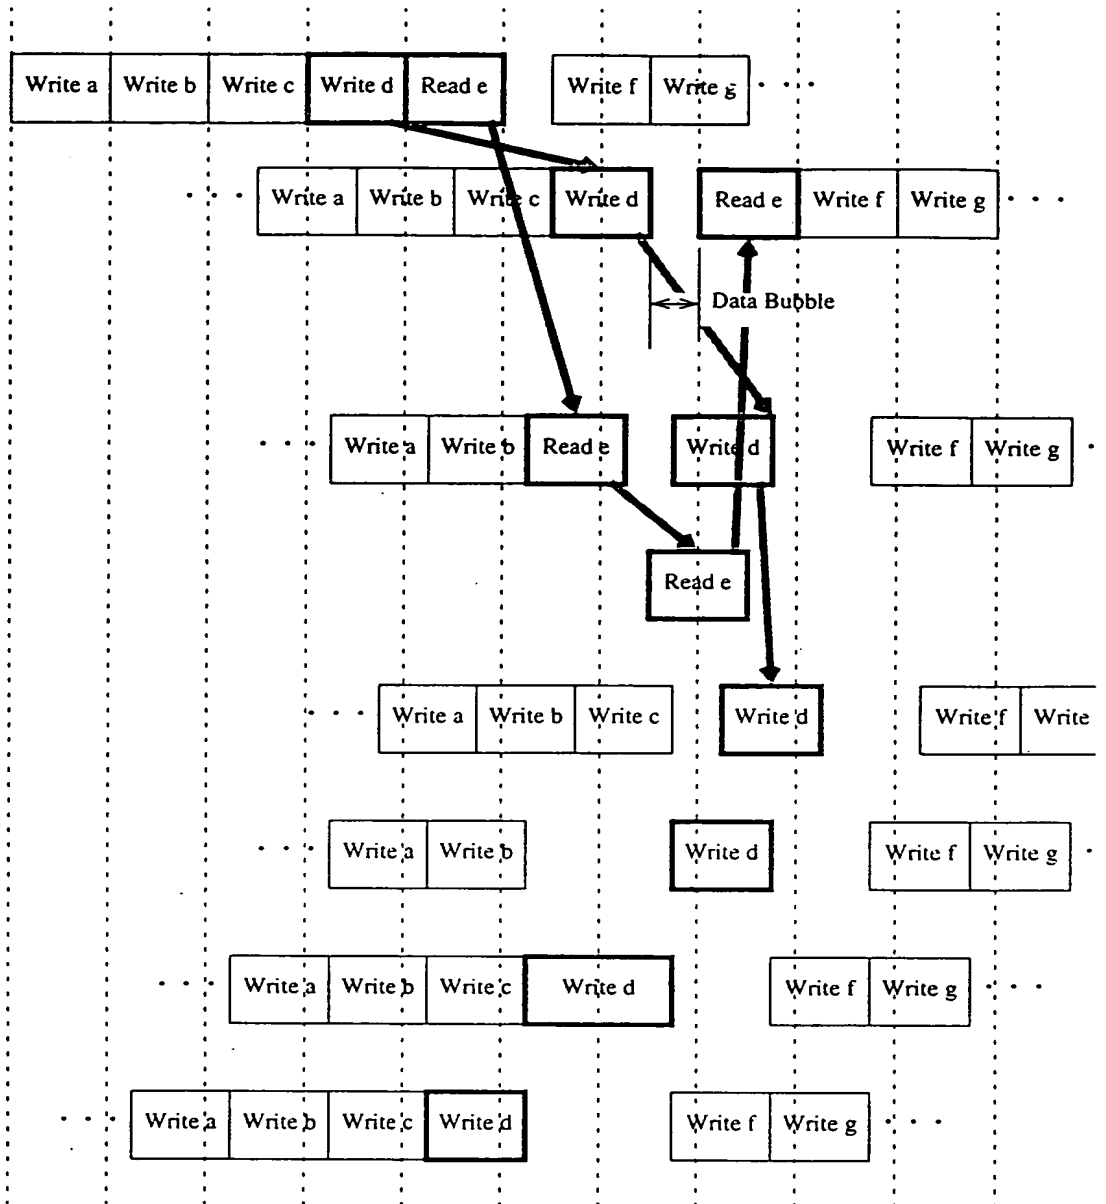 Write a Write b Write c Write d Read e Write f Write g . . .
. . . Write a Write b Write c Write d Read e Write f Write g . . .
Data Bubble
. . . Write a Write b Read e Write d Write f Write g .
Read e
. . . Write a Write b Write c Write d Write f Write
. . . Write a Write b Write d Write f Write g .
. . . Write a Write b Write c Write d Write f Write g . . .
. . . Write a Write b Write c Write d Write f Write g . . .